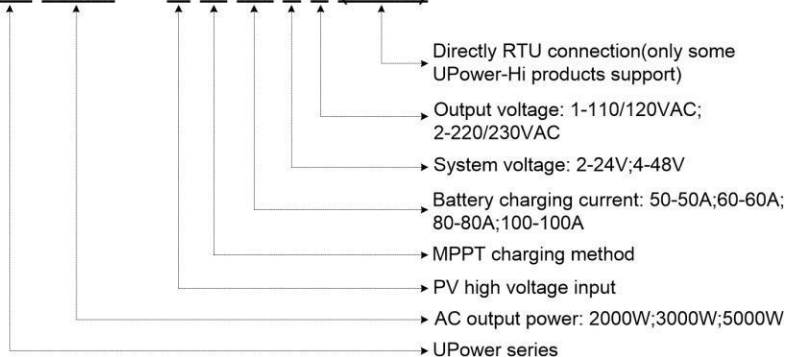 Directly RTU connection(only some
UPower-Hi products support)
Output voltage: 1-110/120VAC;
2-220/230VAC
System voltage: 2-24V;4-48V
Battery charging current: 50-50A;60-60A;
80-80A;100-100A
MPPT charging method
PV high voltage input
AC output power: 2000W;3000W;5000W
UPower series